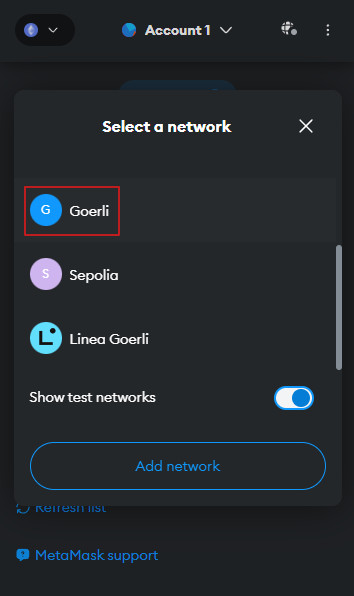 Account 1
Select a network
G Goerli
S Sepolia
L Linea Goerli
Show test networks
Add network
Refresh list
MetaMask support